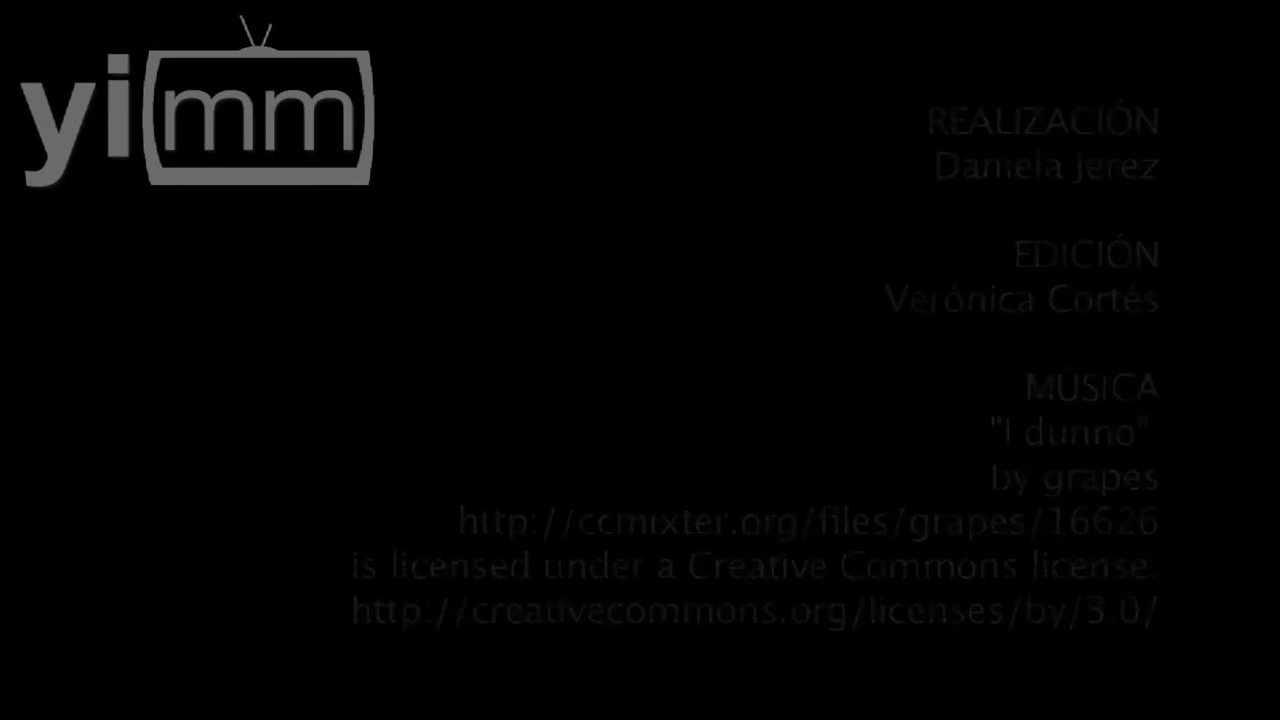 yimm
REALIZACIÓN
Daniela Jerez
EDICIÓN
Verónica Cortés
MÚSICA
"I dunno"
by grapes
http://ccmixter.org/files/grapes/16626
is licensed under a Creative Commons license.
http://creativecommons.org/licenses/by/3.0/